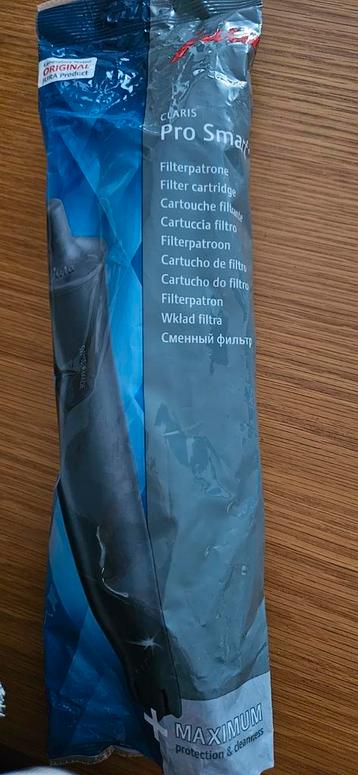 ORIGINAL
JURA Product
CLARIS
Pro Smart
Filterpatrone
Filter cartridge
Cartouche filtrante
Cartuccia filtro
Filterpatroon
Cartucho de filtro
Cartucho do filtro
Filterpatron
Wkład filtra
Сменный фильтр
+ MAXIMUM
protection & cleanness